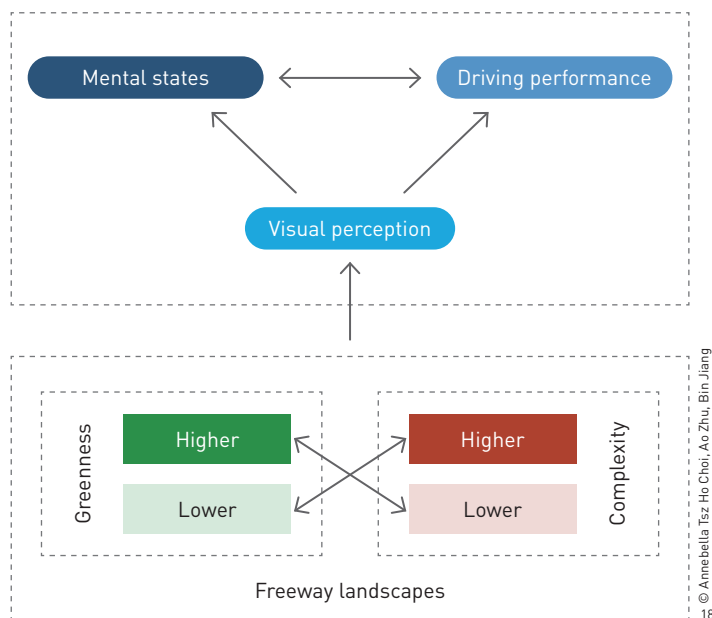 Mental states
Driving performance
Visual perception
Greenness
Higher
Lower
Higher
Lower
Complexity
Freeway landscapes
© Annebella Tsz Ho Choi, Ao Zhu, Bin Jiang
18